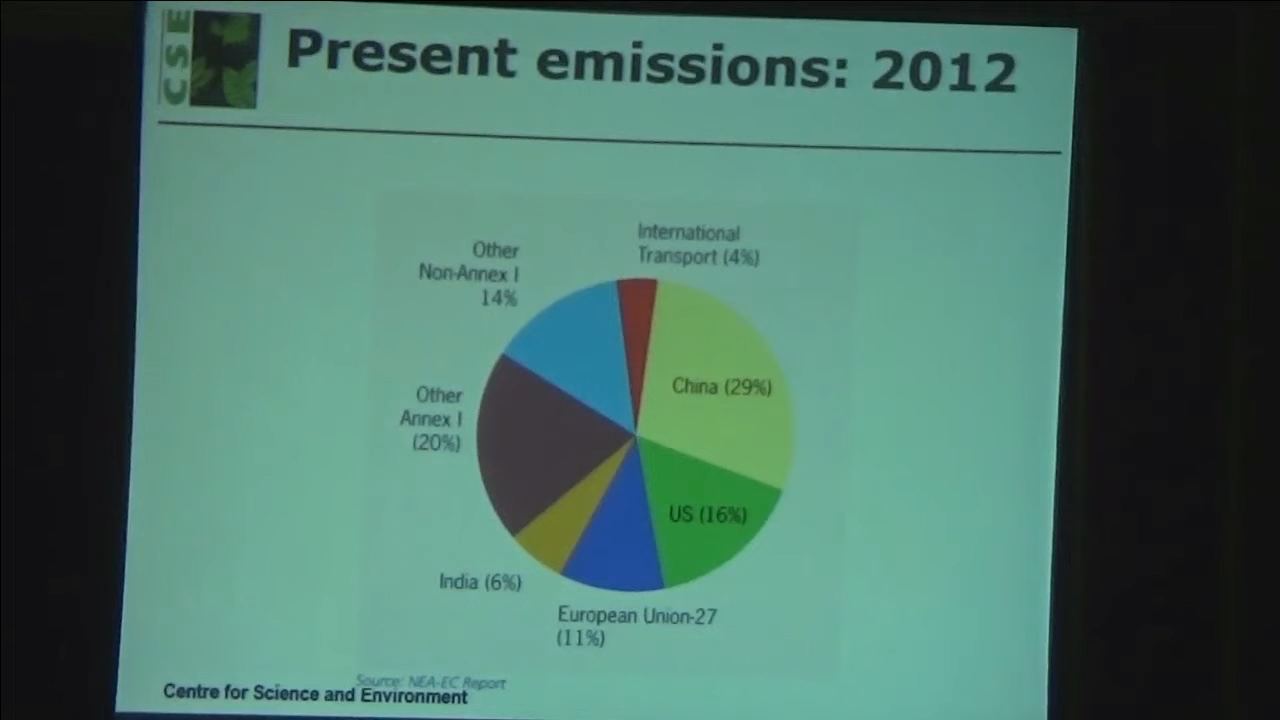 CSE
Present emissions: 2012
International
Transport (4%)
Other
Non-Annex I
14%
China (29%)
Other
Annex I
(20%)
US (16%)
India (6%)
European Union-27
(11%)
Source: NEA-EC Report
Centre for Science and Environment